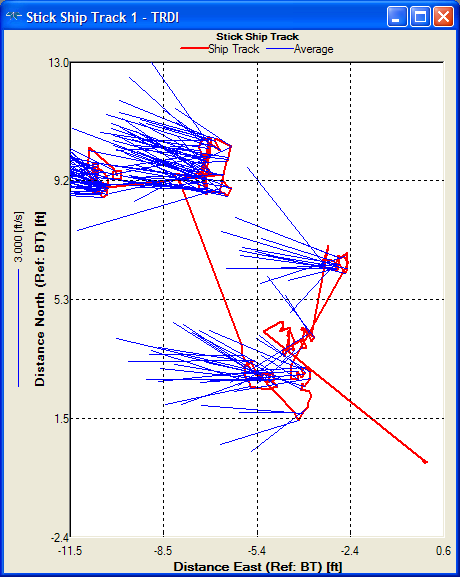 Stick Ship Track 1 - TRDI
Stick Ship Track
Ship Track Average
13.0
9.2
5.3
1.5
-2.4
-11.5 -8.5 -5.4 -2.4 0.6
Distance East (Ref: BT) [ft]
Distance North (Ref: BT) [ft]
3.000 [ft/s]